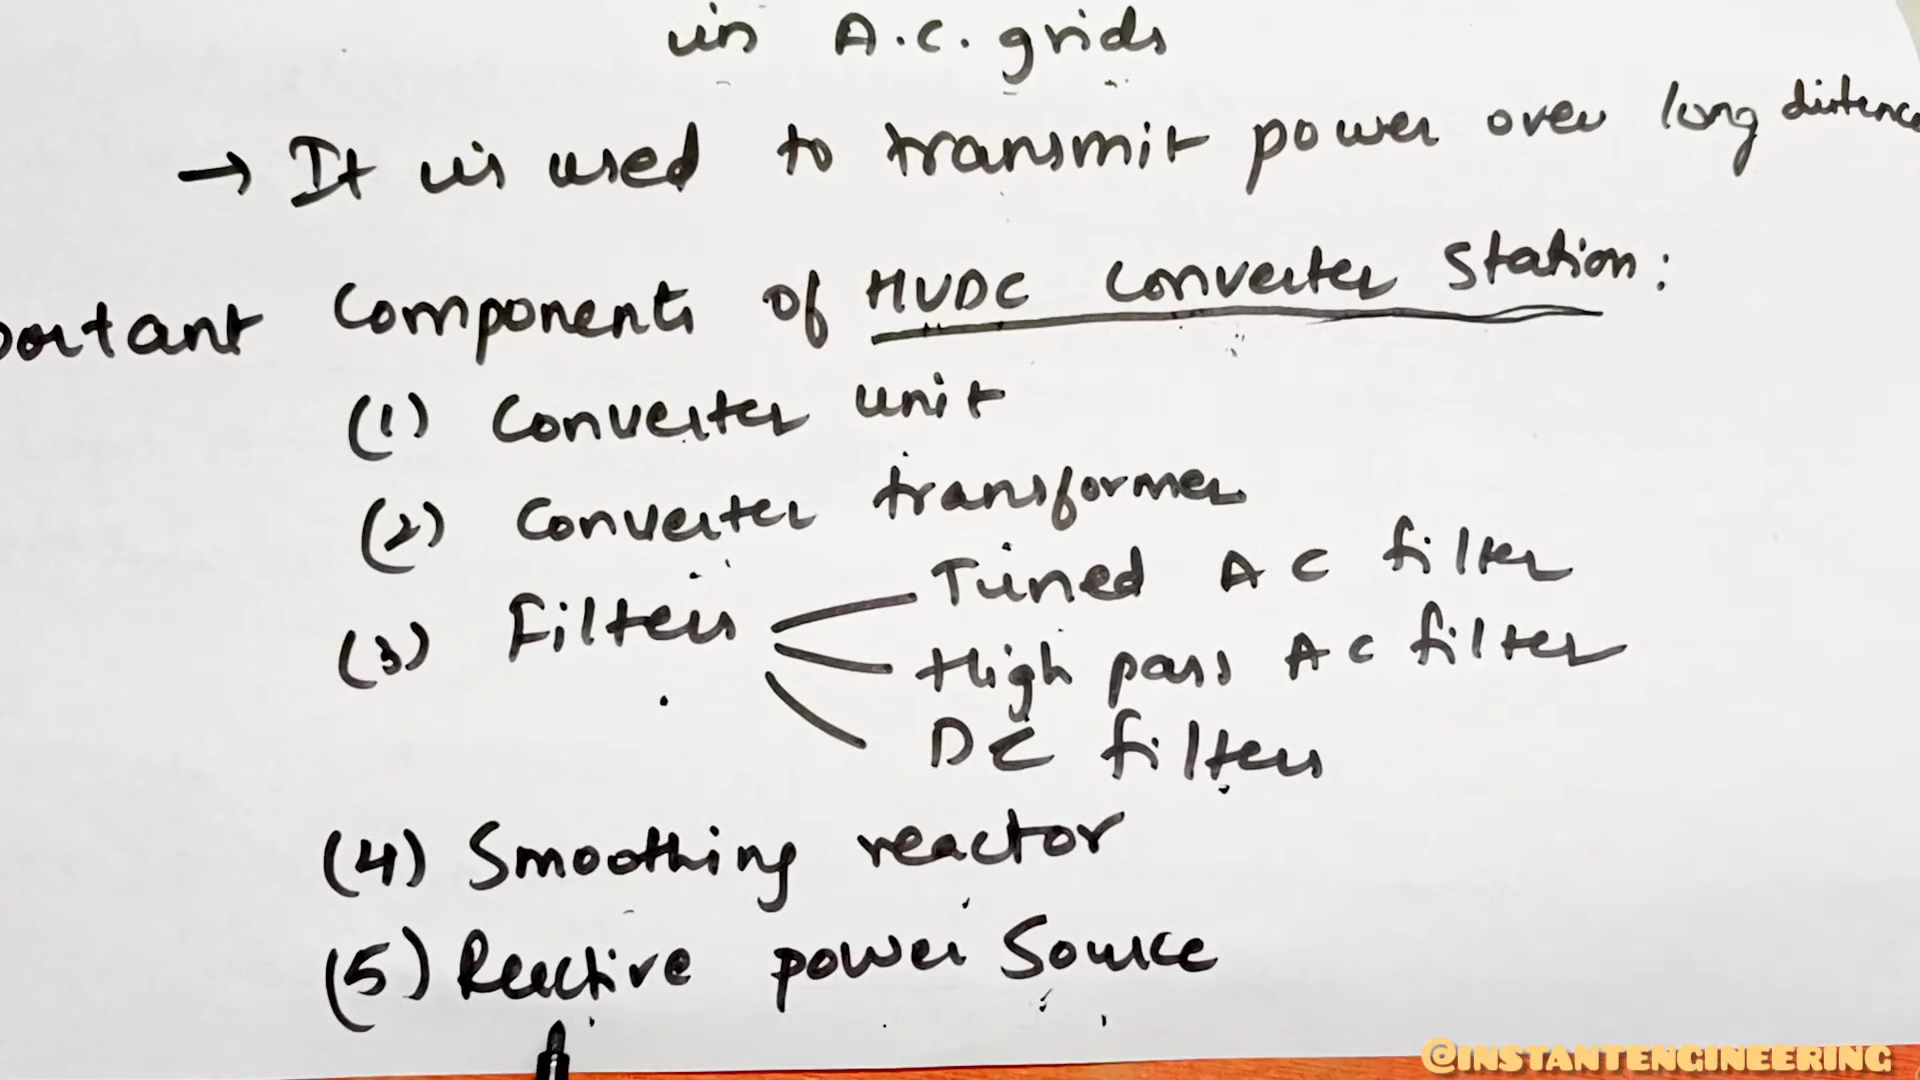 in A.C. grids
→ It is used to transmit power over long distance
portant Components of HVDC Converter Station:
(1) Converter unit
(2) Converter transformer
(3) Filters
Tuned AC filter
High pass AC filter
DC filters
(4) Smoothing reactor
(5) Reactive power Source
@INSTANTENGINEERING